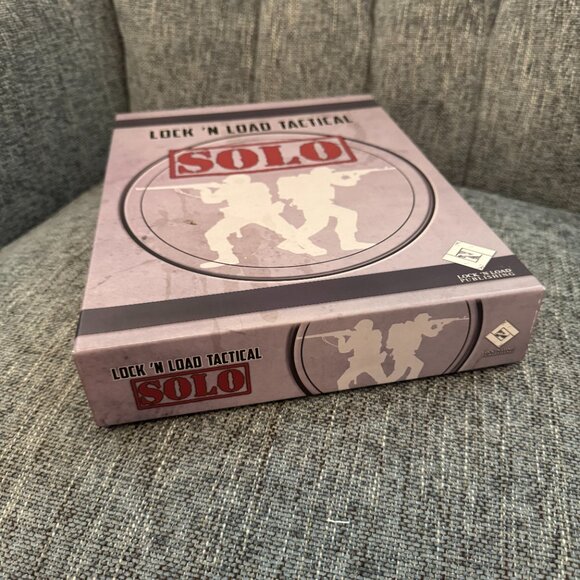 LOCK 'N LOAD TACTICAL
SOLO
LOCK 'N LOAD
PUBLISHING
LOCK 'N LOAD TACTICAL
SOLO